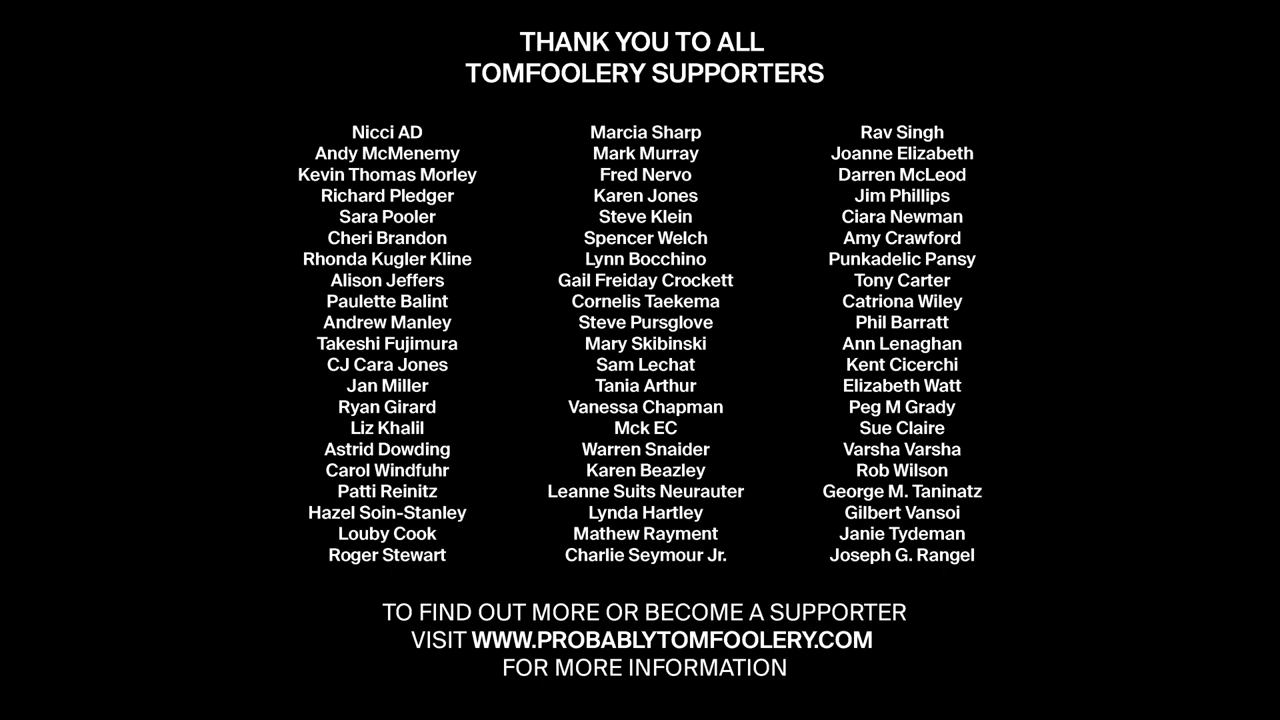 THANK YOU TO ALL
TOMFOOLERY SUPPORTERS
Nicci AD
Andy McMenemy
Kevin Thomas Morley
Richard Pledger
Sara Pooler
Cheri Brandon
Rhonda Kugler Kline
Alison Jeffers
Paulette Balint
Andrew Manley
Takeshi Fujimura
CJ Cara Jones
Jan Miller
Ryan Girard
Liz Khalil
Astrid Dowding
Carol Windfuhr
Patti Reinitz
Hazel Soin-Stanley
Louby Cook
Roger Stewart
Marcia Sharp
Mark Murray
Fred Nervo
Karen Jones
Steve Klein
Spencer Welch
Lynn Bocchino
Gail Freiday Crockett
Cornelis Taekema
Steve Pursglove
Mary Skibinski
Sam Lechat
Tania Arthur
Vanessa Chapman
Mck EC
Warren Snaider
Karen Beazley
Leanne Suits Neurauter
Lynda Hartley
Mathew Rayment
Charlie Seymour Jr.
Rav Singh
Joanne Elizabeth
Darren McLeod
Jim Phillips
Ciara Newman
Amy Crawford
Punkadelic Pansy
Tony Carter
Catriona Wiley
Phil Barratt
Ann Lenaghan
Kent Cicerchi
Elizabeth Watt
Peg M Grady
Sue Claire
Varsha Varsha
Rob Wilson
George M. Taninatz
Gilbert Vansoi
Janie Tydeman
Joseph G. Rangel
TO FIND OUT MORE OR BECOME A SUPPORTER
VISIT WWW.PROBABLYTOMFOOLERY.COM
FOR MORE INFORMATION